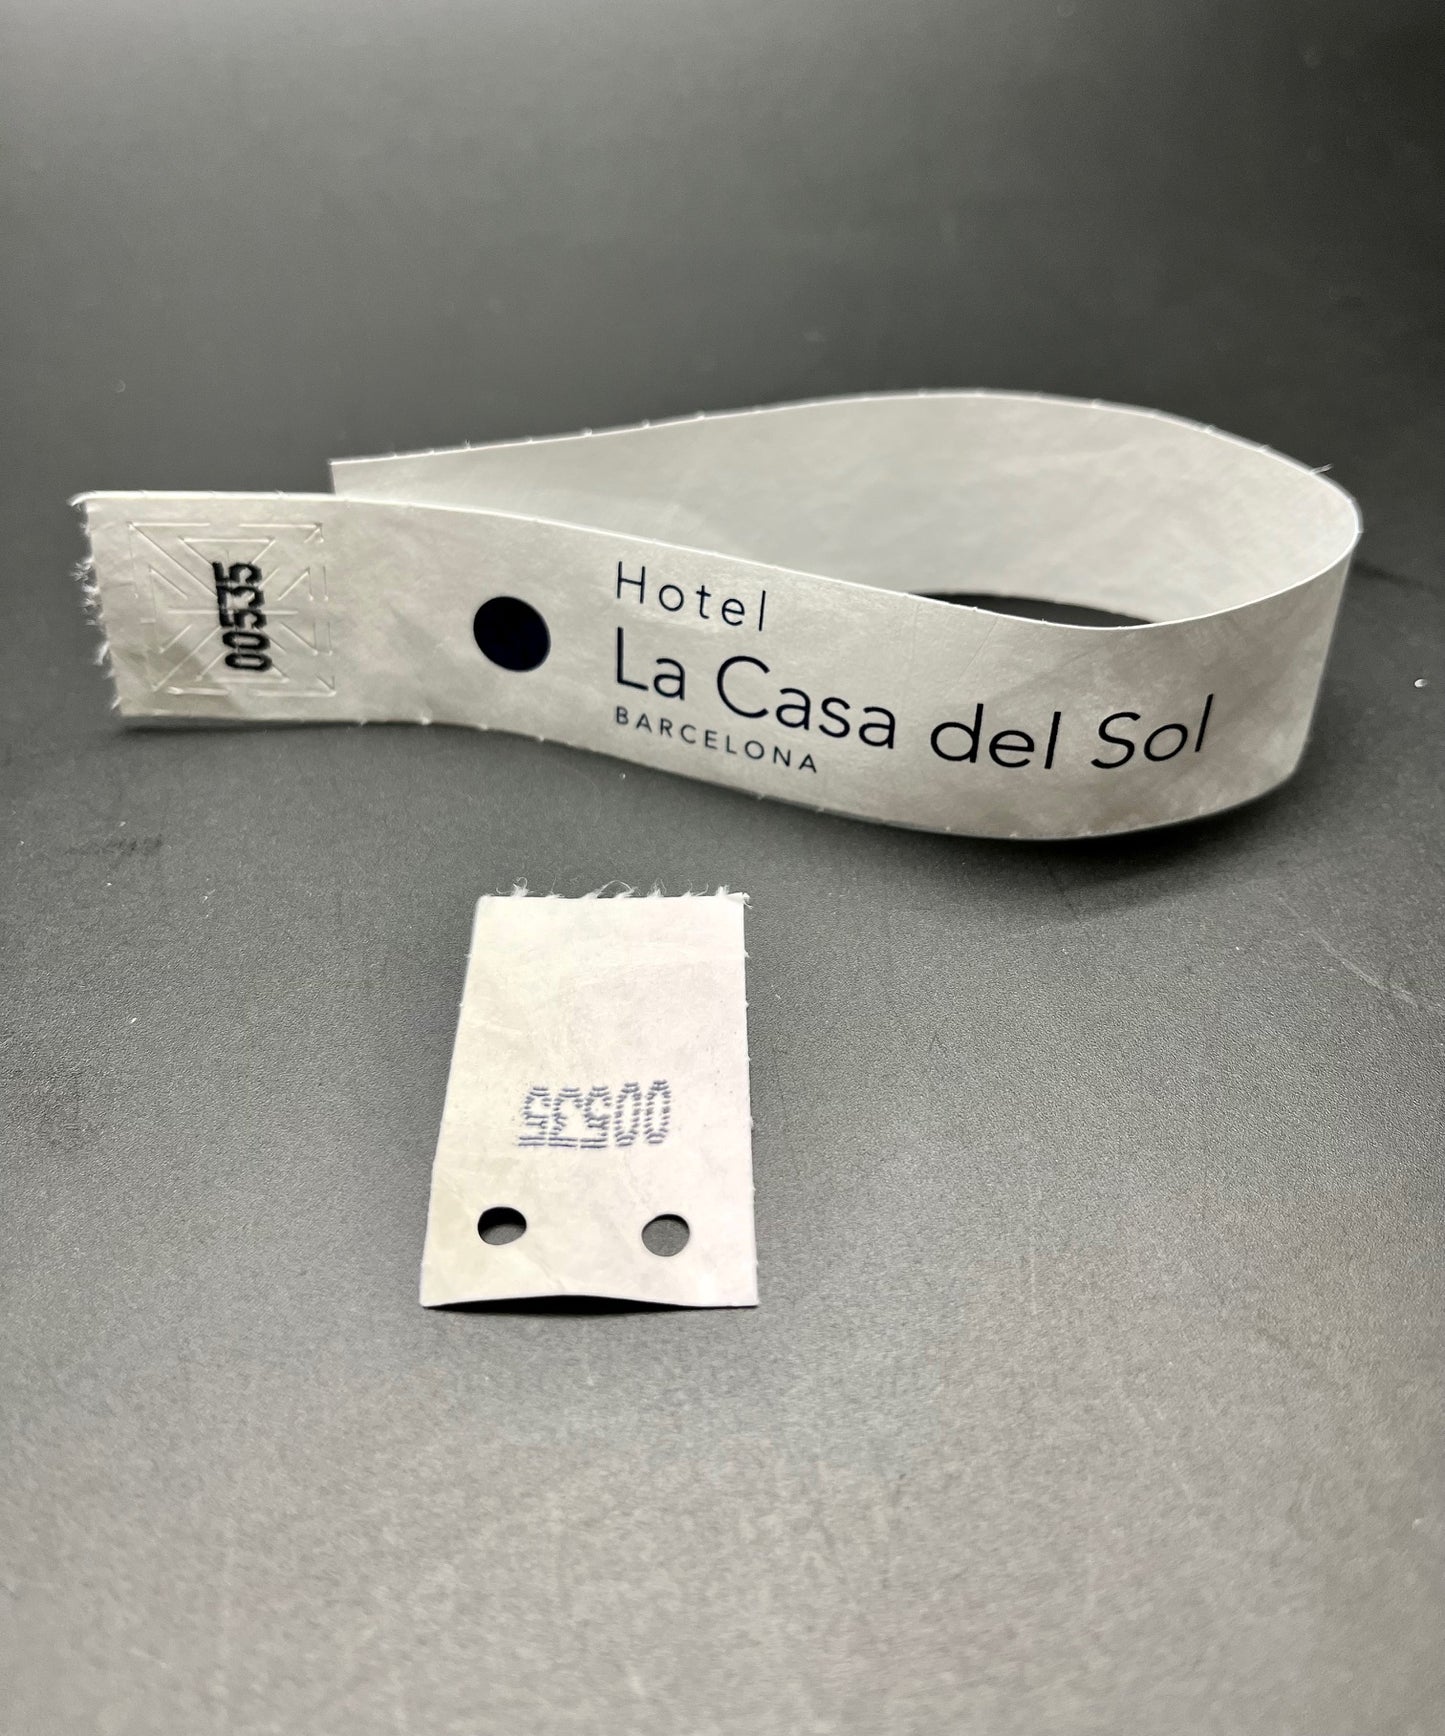 00535
Hotel
La Casa del Sol
BARCELONA
00535